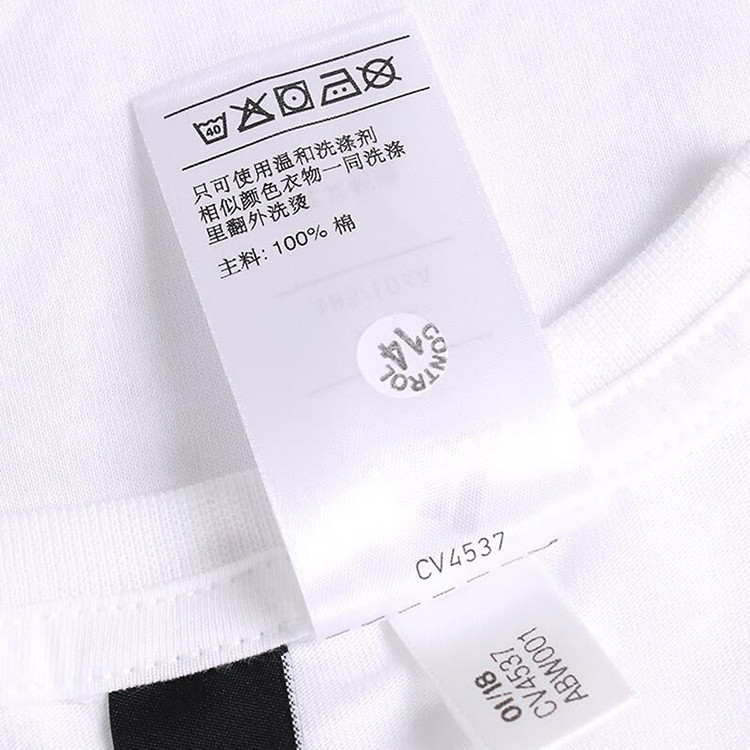 40
只可使用温和洗涤剂
相似颜色衣物一同洗涤
里翻外洗烫
主料: 100% 棉
CONTROL
14
CV4537
01/18
CV4537
ABW001